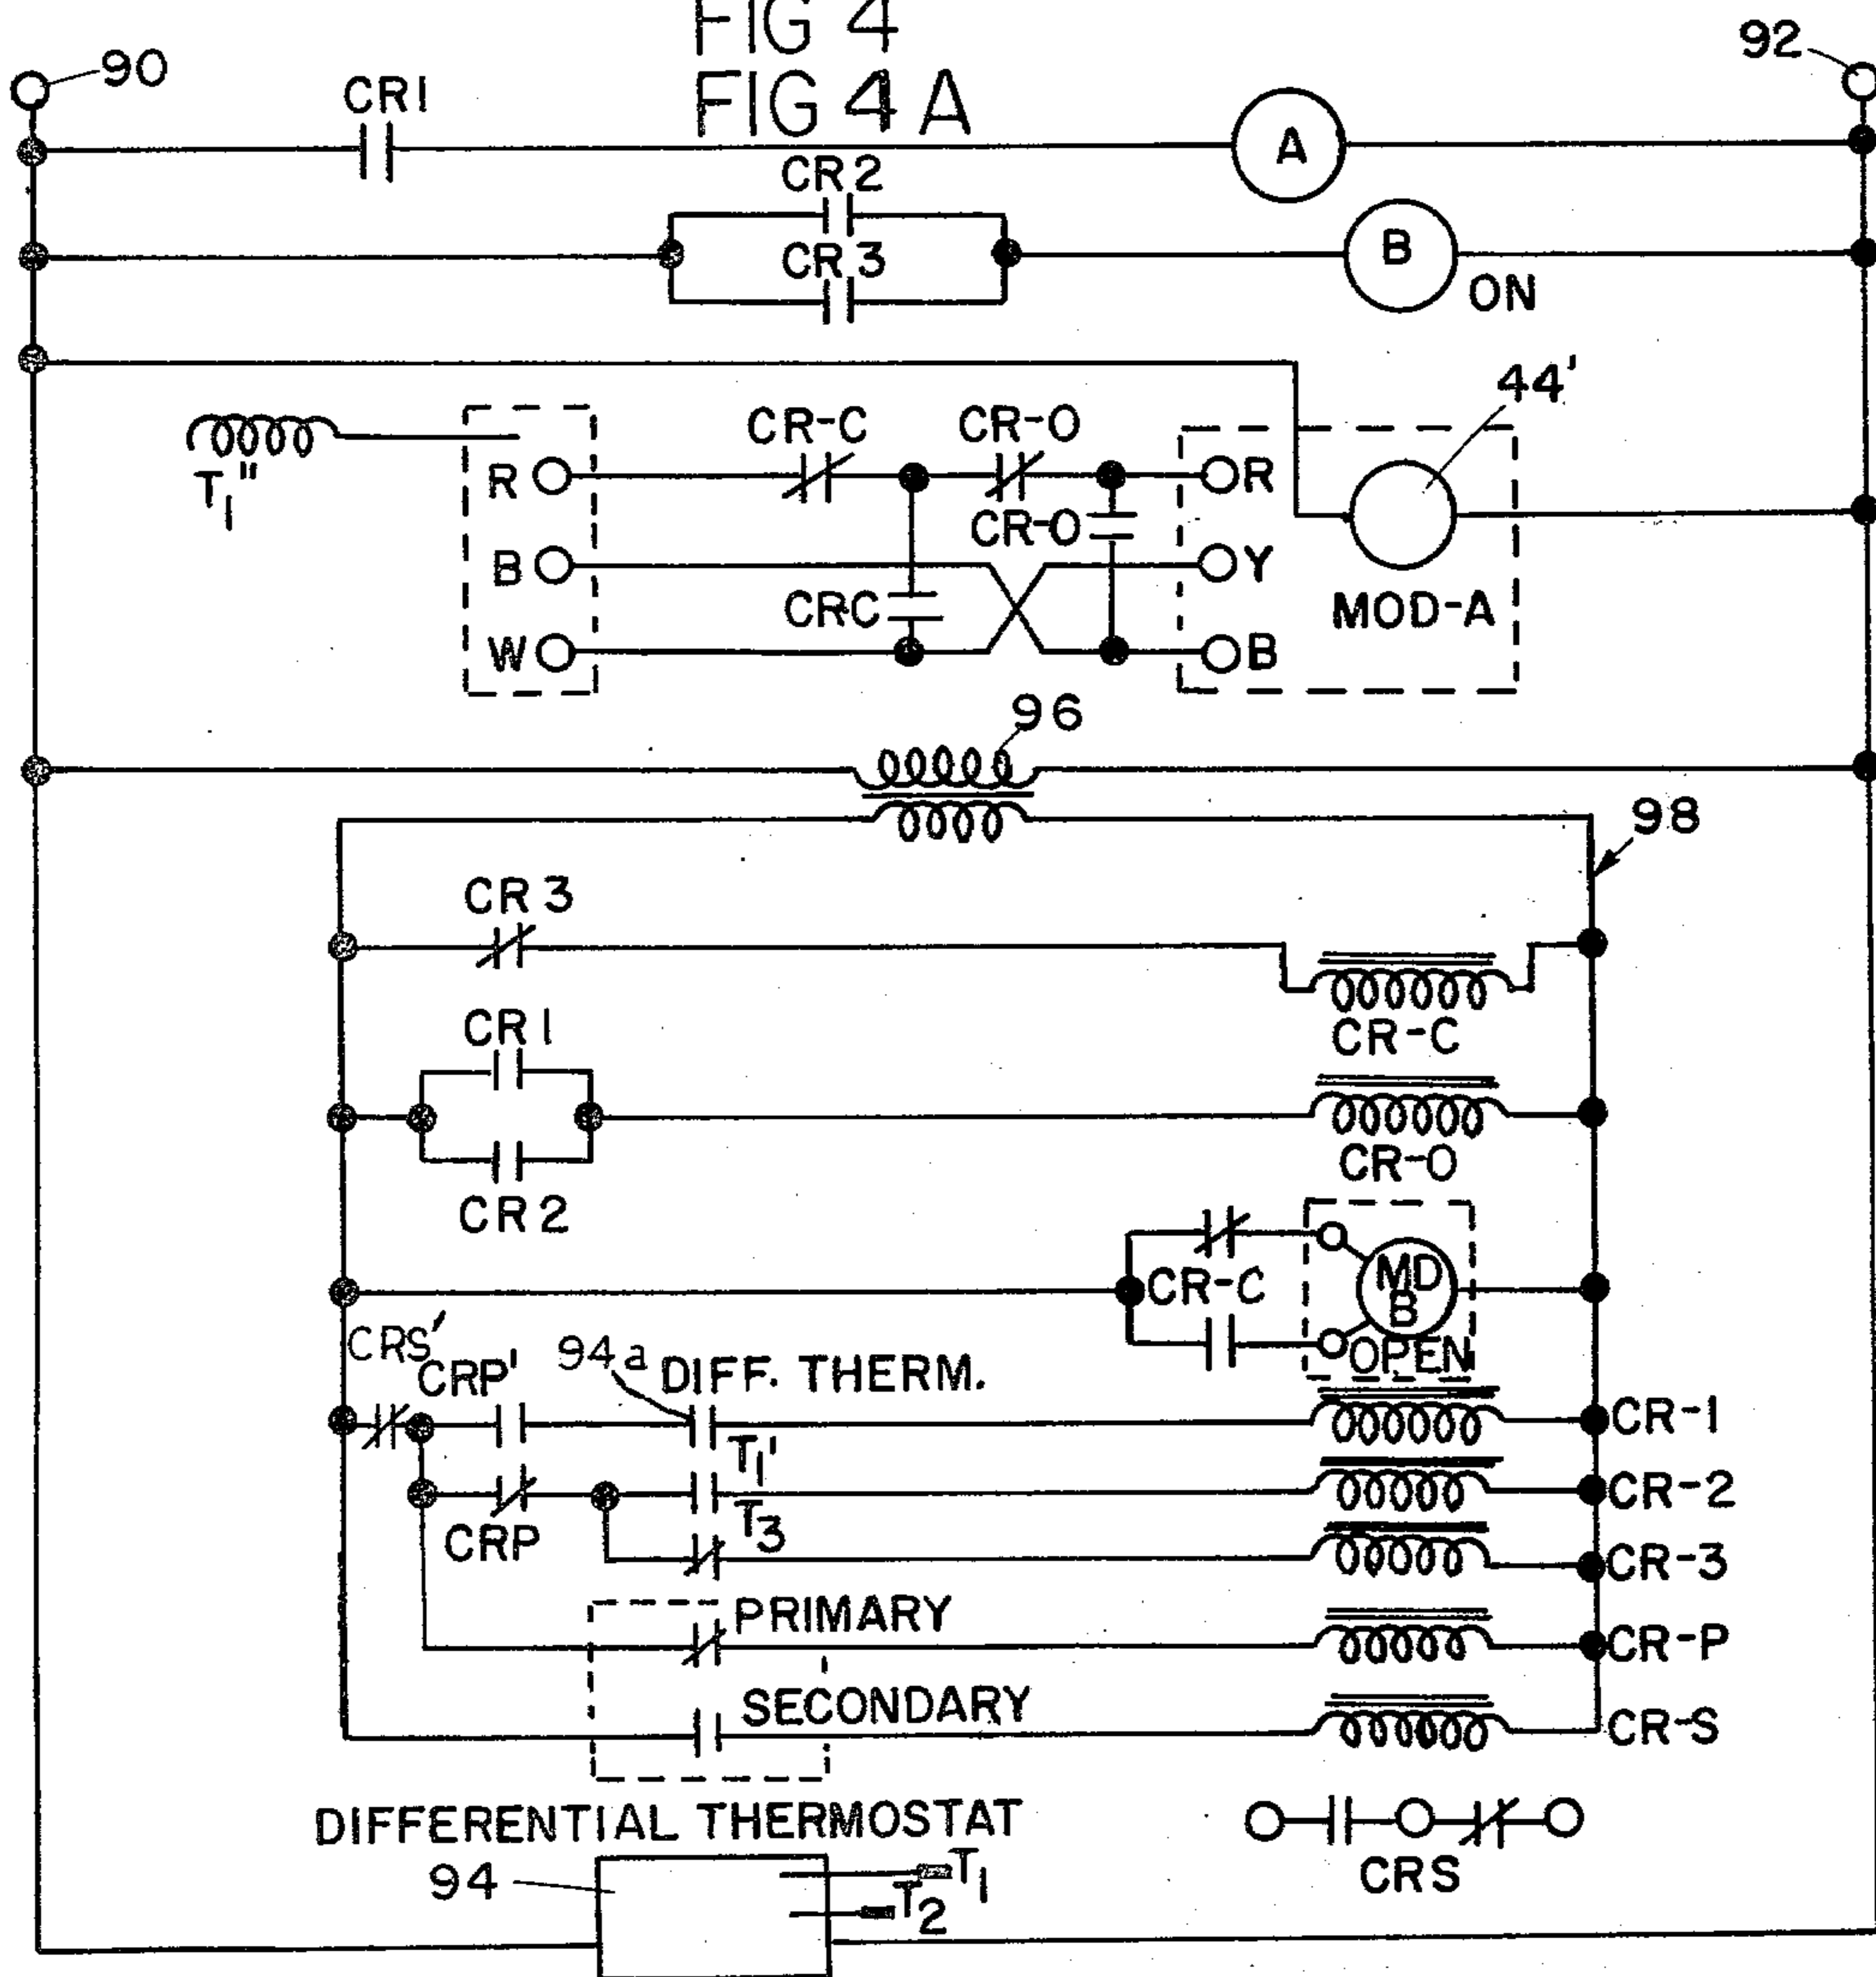 FIG 4
FIG 4 A
90
92
CR1
A
CR2
CR3
B
ON
44'
T1"
R
CR-C
CR-O
R
CR-O
B
Y
CRC
MOD-A
W
B
96
98
CR3
CR-C
CR1
CR-O
CR2
CR-C
MD
B
OPEN
CRS'
CRP'
94a
DIFF. THERM.
CR-1
T1'
CR-2
CRP
T3
CR-3
PRIMARY
CR-P
SECONDARY
CR-S
DIFFERENTIAL THERMOSTAT
CRS
94
T1
T2